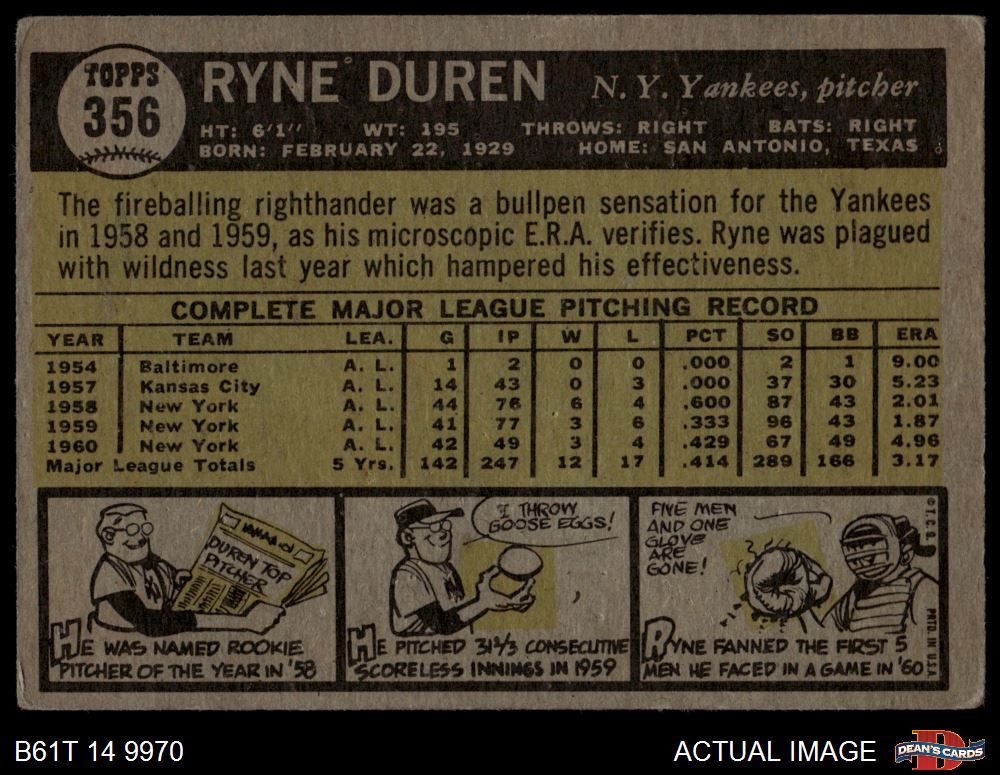 TOPPS
356
RYNE DUREN
N. Y. Yankees, pitcher
HT: 6'1" WT: 195 THROWS: RIGHT BATS: RIGHT
BORN: FEBRUARY 22, 1929 HOME: SAN ANTONIO, TEXAS
The fireballing righthander was a bullpen sensation for the Yankees
in 1958 and 1959, as his microscopic E.R.A. verifies. Ryne was plagued
with wildness last year which hampered his effectiveness.
COMPLETE MAJOR LEAGUE PITCHING RECORD
YEAR TEAM LEA. G IP W L PCT SO BB ERA
1954 Baltimore A. L. 1 2 0 0 .000 2 1 9.00
1957 Kansas City A. L. 14 43 0 3 .000 37 30 5.23
1958 New York A. L. 44 76 6 4 .600 87 43 2.01
1959 New York A. L. 41 77 3 6 .333 96 43 1.87
1960 New York A. L. 42 49 3 4 .429 67 49 4.96
Major League Totals 5 Yrs. 142 247 12 17 .414 289 166 3.17
DUREN TOP
PITCHER
HE WAS NAMED ROOKIE
PITCHER OF THE YEAR IN '58
I THROW
GOOSE EGGS!
HE PITCHED 31 1/3 CONSECUTIVE
SCORELESS INNINGS IN 1959
FIVE MEN
AND ONE
GLOVE
ARE
GONE!
RYNE FANNED THE FIRST 5
MEN HE FACED IN A GAME IN '60
© T.C.G.
PRTD. IN U.S.A.
B61T 14 9970
ACTUAL IMAGE
DEAN'S CARDS